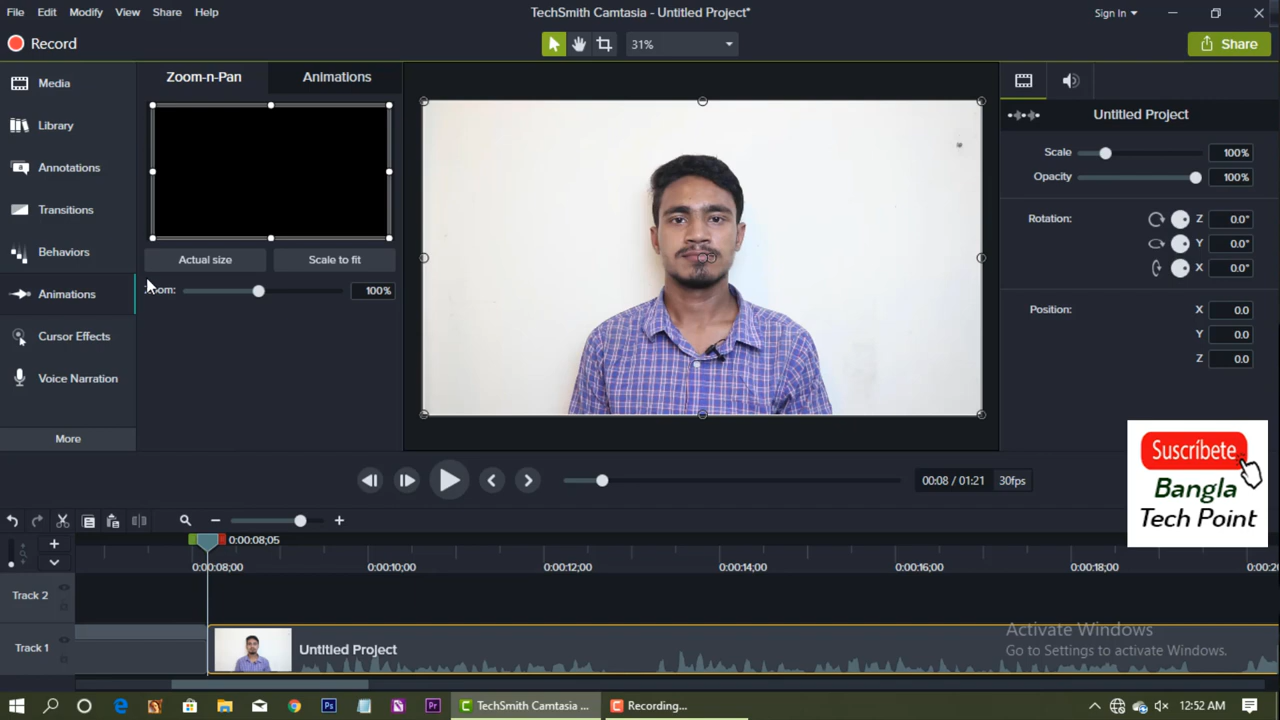 File Edit Modify View Share Help
TechSmith Camtasia - Untitled Project*
Sign In
Record
31%
Share
Media
Library
Annotations
Transitions
Behaviors
Animations
Cursor Effects
Voice Narration
More
Zoom-n-Pan
Animations
Actual size
Scale to fit
Zoom:
100%
Untitled Project
Scale
100%
Opacity
100%
Rotation:
Z 0.0°
Y 0.0°
X 0.0°
Position:
X 0.0
Y 0.0
Z 0.0
Suscríbete
Bangla
Tech Point
00:08 / 01:21
30fps
0:00:08;05
0:00:08;00
0:00:10;00
0:00:12;00
0:00:14;00
0:00:16;00
0:00:18;00
Track 2
Track 1
Untitled Project
Activate Windows
Go to Settings to activate Windows.
TechSmith Camtasia ...
Recording...
12:52 AM